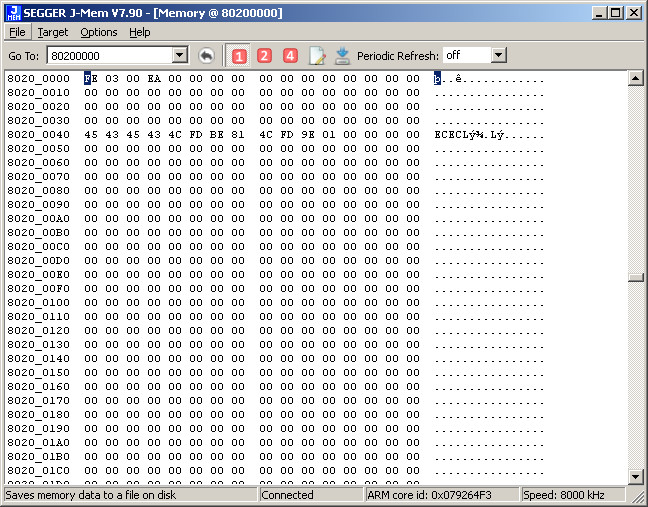 SEGGER J-Mem V7.90 - [Memory @ 80200000]
File Target Options Help
Go To: 80200000 1 2 4 Periodic Refresh: off
8020_0000 FE 03 00 EA 00 00 00 00 00 00 00 00 00 00 00 00 þ..ê............
8020_0010 00 00 00 00 00 00 00 00 00 00 00 00 00 00 00 00 ................
8020_0020 00 00 00 00 00 00 00 00 00 00 00 00 00 00 00 00 ................
8020_0030 00 00 00 00 00 00 00 00 00 00 00 00 00 00 00 00 ................
8020_0040 45 43 45 43 4C FD BE 81 4C FD 9E 01 00 00 00 00 ECECLý¾.Lý......
8020_0050 00 00 00 00 00 00 00 00 00 00 00 00 00 00 00 00 ................
8020_0060 00 00 00 00 00 00 00 00 00 00 00 00 00 00 00 00 ................
8020_0070 00 00 00 00 00 00 00 00 00 00 00 00 00 00 00 00 ................
8020_0080 00 00 00 00 00 00 00 00 00 00 00 00 00 00 00 00 ................
8020_0090 00 00 00 00 00 00 00 00 00 00 00 00 00 00 00 00 ................
8020_00A0 00 00 00 00 00 00 00 00 00 00 00 00 00 00 00 00 ................
8020_00B0 00 00 00 00 00 00 00 00 00 00 00 00 00 00 00 00 ................
8020_00C0 00 00 00 00 00 00 00 00 00 00 00 00 00 00 00 00 ................
8020_00D0 00 00 00 00 00 00 00 00 00 00 00 00 00 00 00 00 ................
8020_00E0 00 00 00 00 00 00 00 00 00 00 00 00 00 00 00 00 ................
8020_00F0 00 00 00 00 00 00 00 00 00 00 00 00 00 00 00 00 ................
8020_0100 00 00 00 00 00 00 00 00 00 00 00 00 00 00 00 00 ................
8020_0110 00 00 00 00 00 00 00 00 00 00 00 00 00 00 00 00 ................
8020_0120 00 00 00 00 00 00 00 00 00 00 00 00 00 00 00 00 ................
8020_0130 00 00 00 00 00 00 00 00 00 00 00 00 00 00 00 00 ................
8020_0140 00 00 00 00 00 00 00 00 00 00 00 00 00 00 00 00 ................
8020_0150 00 00 00 00 00 00 00 00 00 00 00 00 00 00 00 00 ................
8020_0160 00 00 00 00 00 00 00 00 00 00 00 00 00 00 00 00 ................
8020_0170 00 00 00 00 00 00 00 00 00 00 00 00 00 00 00 00 ................
8020_0180 00 00 00 00 00 00 00 00 00 00 00 00 00 00 00 00 ................
8020_0190 00 00 00 00 00 00 00 00 00 00 00 00 00 00 00 00 ................
8020_01A0 00 00 00 00 00 00 00 00 00 00 00 00 00 00 00 00 ................
8020_01B0 00 00 00 00 00 00 00 00 00 00 00 00 00 00 00 00 ................
8020_01C0 00 00 00 00 00 00 00 00 00 00 00 00 00 00 00 00 ................
Saves memory data to a file on disk Connected ARM core id: 0x079264F3 Speed: 8000 kHz